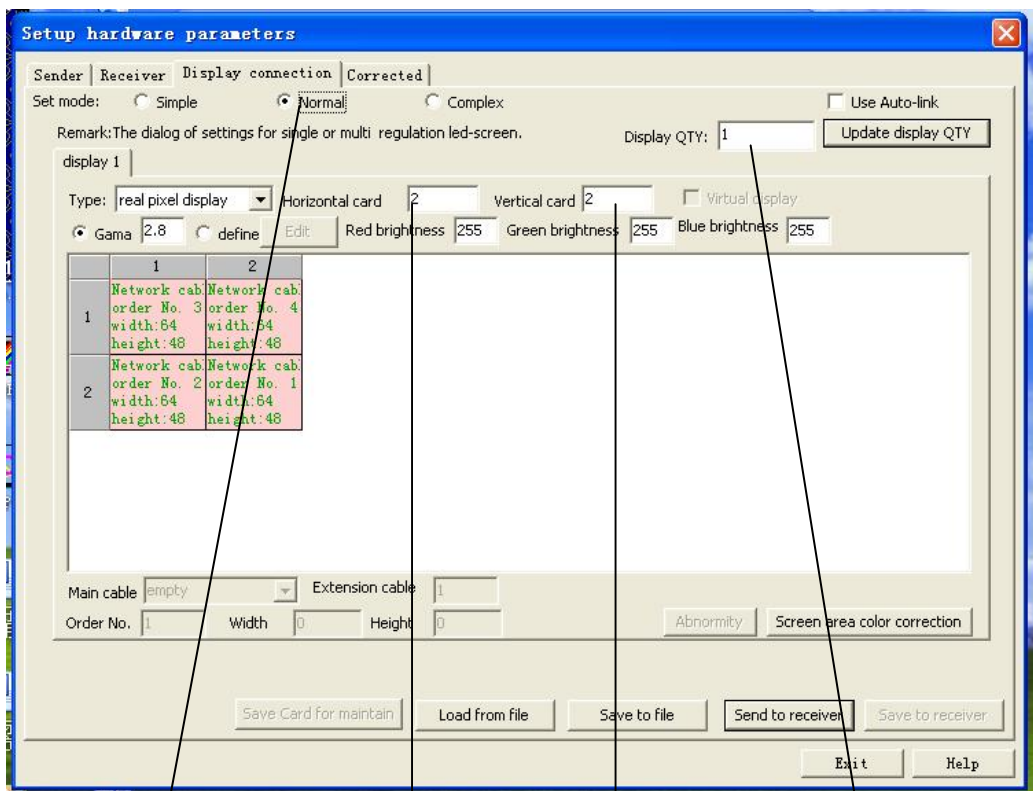 Setup hardware parameters
Sender Receiver Display connection Corrected
Set mode: Simple Normal Complex Use Auto-link
Remark:The dialog of settings for single or multi regulation led-screen. Display QTY: 1 Update display QTY
display 1
Type: real pixel display Horizontal card 2 Vertical card 2 Virtual display
Gama 2.8 define Edit Red brightness 255 Green brightness 255 Blue brightness 255
1 2
Network cab. Network cab.
order No. 3 order No. 4
1
width:64 width:64
height:48 height:48
Network cab. Network cab.
order No. 2 order No. 1
2
width:64 width:64
height:48 height:48
Main cable empty Extension cable 1
Order No. 1 Width 0 Height 0 Abnormity Screen area color correction
Save Card for maintain Load from file Save to file Send to receiver Save to receiver
Exit Help